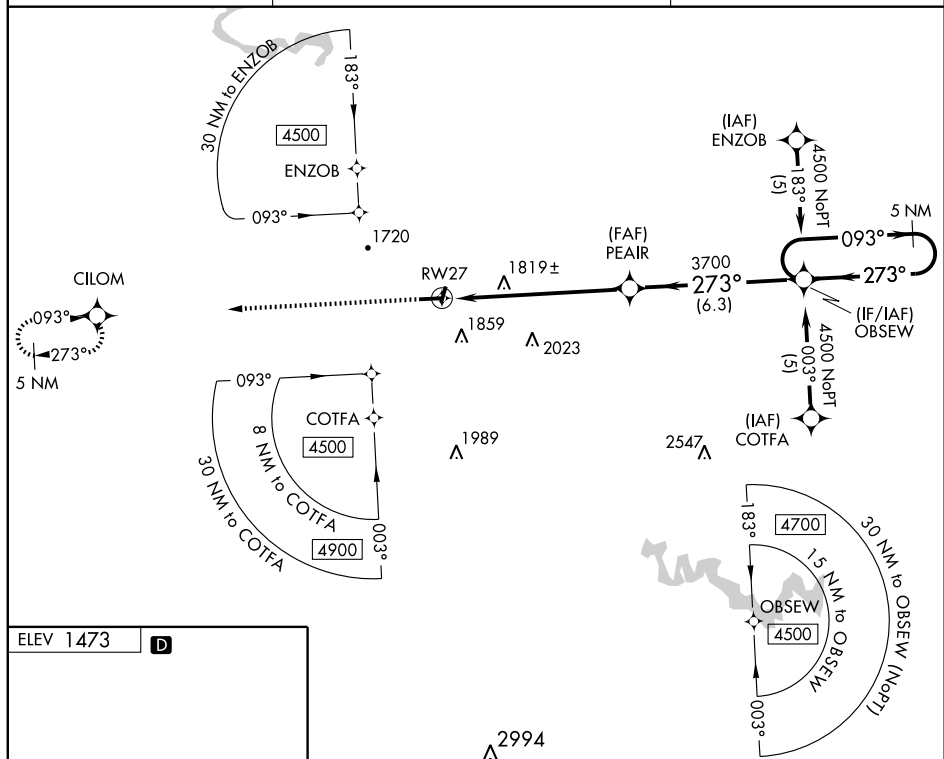 30 NM to ENZOB
183°
4500
ENZOB
093°
1720
(IAF)
ENZOB
4500 NoPT
183°
(5)
5 NM
093°
273°
(FAF)
PEAIR
3700
273°
(6.3)
(IF/IAF)
OBSEW
RW27
1819±
1859
2023
CILOM
093°
273°
5 NM
4500 NoPT
003°
(5)
(IAF)
COTFA
093°
COTFA
4500
8 NM to COTFA
30 NM to COTFA
4900
003°
1989
2547
183°
4700
30 NM to OBSEW (NoPT)
15 NM to OBSEW
OBSEW
4500
003°
ELEV 1473
D
2994